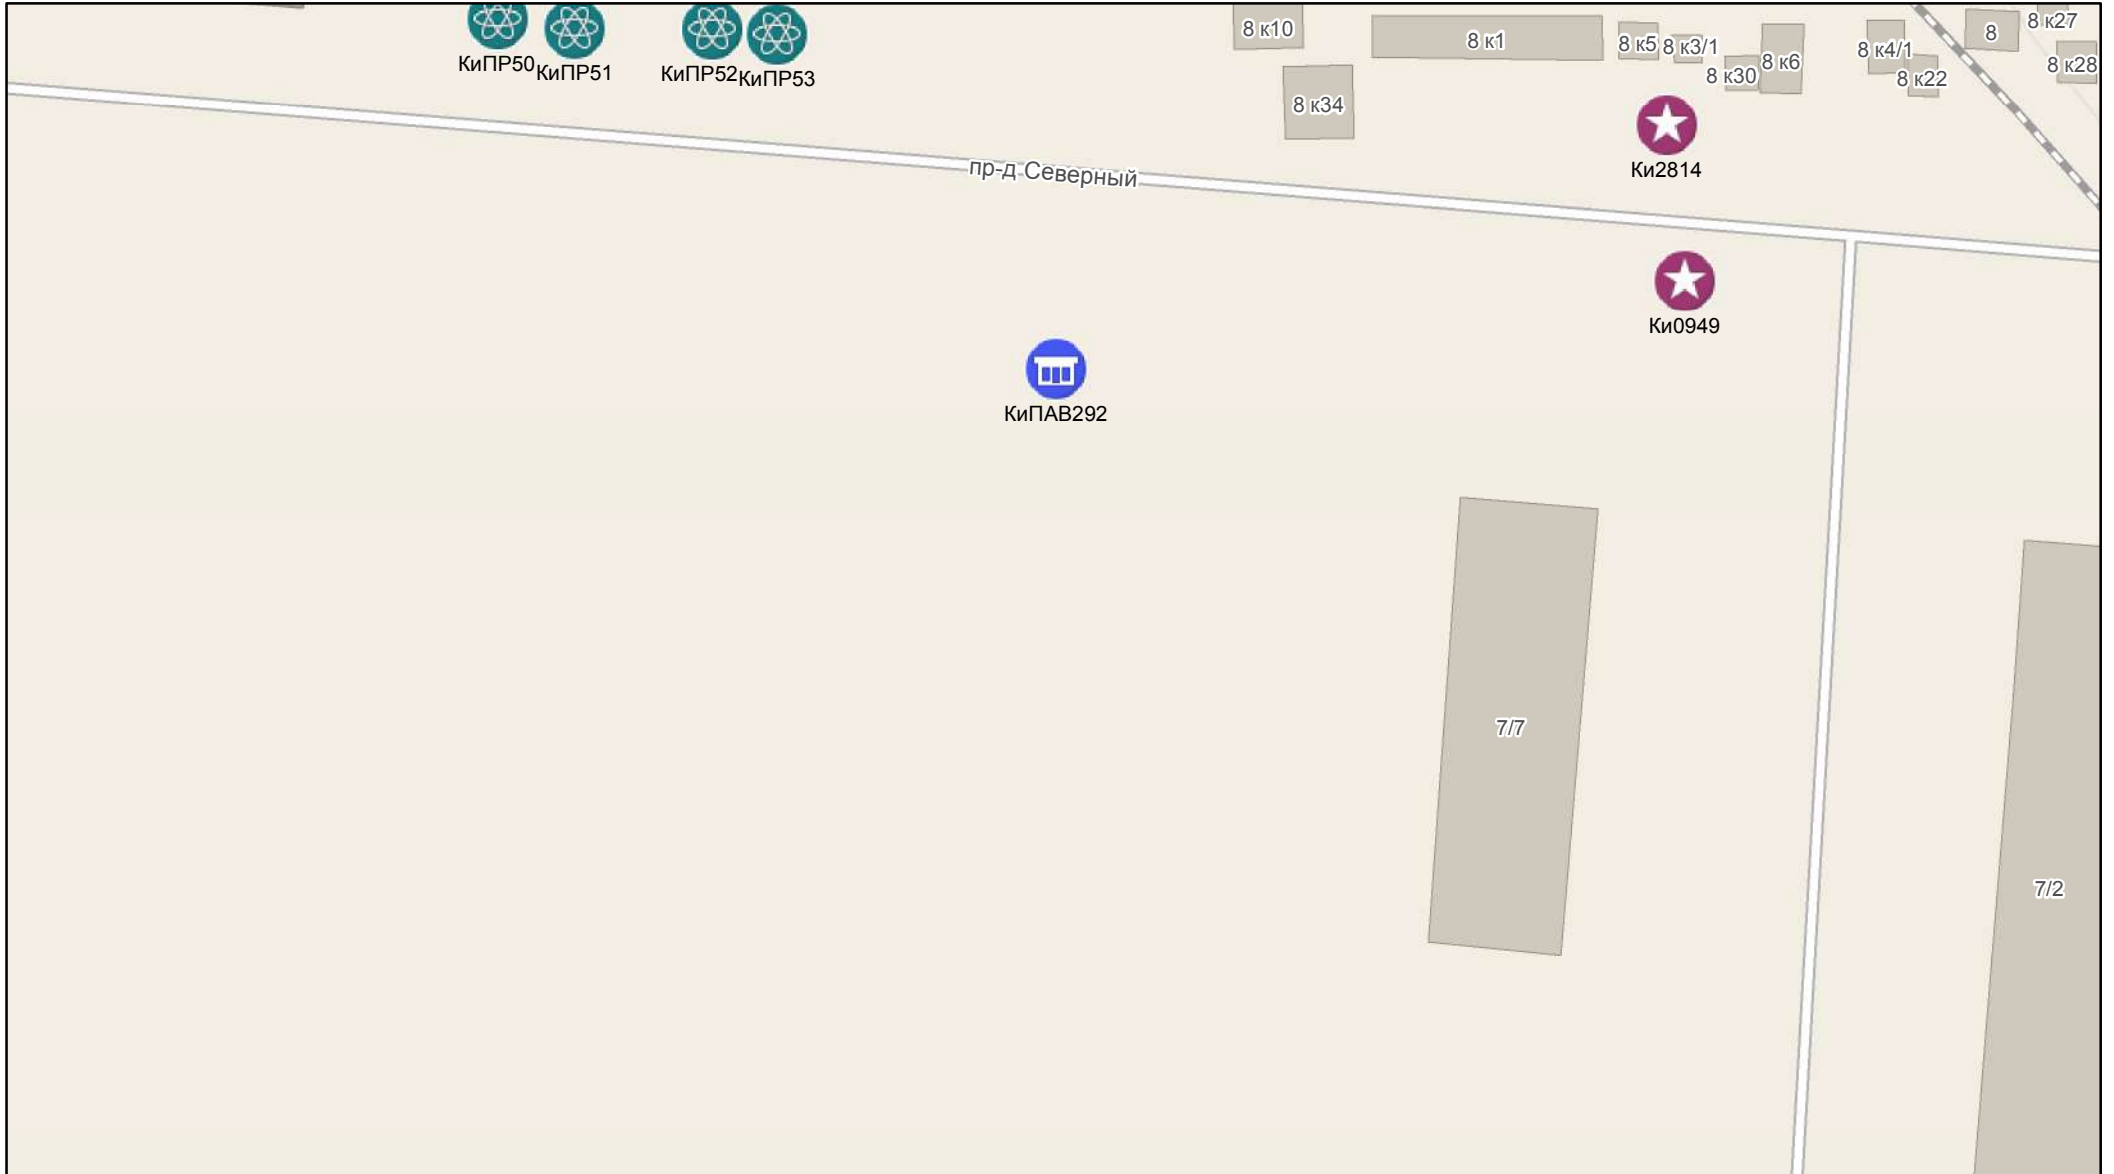 КиПР50
КиПР51
КиПР52
КиПР53
8 к10
8 к1
8 к5
8 к3/1
8 к30
8 к6
8 к4/1
8 к22
8
8 к27
8 к28
8 к34
Ки2814
пр-д Северный
Ки0949
КиПАВ292
7/7
7/2